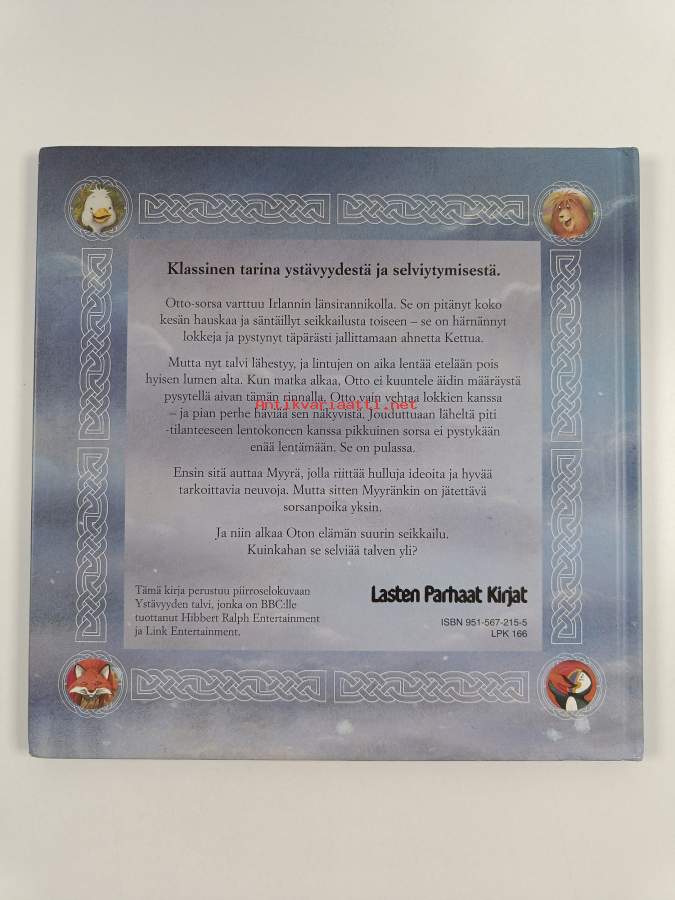 Klassinen tarina ystävyydestä ja selviytymisestä.
Otto-sorsa varttuu Irlannin länsirannikolla. Se on pitänyt koko
kesän hauskaa ja säntäillyt seikkailusta toiseen – se on härnännyt
lokkeja ja pystynyt täpärästi jallittamaan ahnetta Kettua.
Mutta nyt talvi lähestyy, ja lintujen on aika lentää etelään pois
hyisen lumen alta. Kun matka alkaa, Otto ei kuuntele äidin määräystä
pysytellä aivan tämän rinnalla. Otto vain vehtaa lokkien kanssa
Antikvariaatti.net
– ja pian perhe häviää sen näkyvistä. Jouduttuaan läheltä piti
-tilanteeseen lentokoneen kanssa pikkuinen sorsa ei pystykään
enää lentämään. Se on pulassa.
Ensin sitä auttaa Myyrä, jolla riittää hulluja ideoita ja hyvää
tarkoittavia neuvoja. Mutta sitten Myyränkin on jätettävä
sorsanpoika yksin.
Ja niin alkaa Oton elämän suurin seikkailu.
Kuinkahan se selviää talven yli?
Tämä kirja perustuu piirroselokuvaan
Ystävyyden talvi, jonka on BBC:lle
tuottanut Hibbert Ralph Entertainment
ja Link Entertainment.
Lasten Parhaat Kirjat
ISBN 951-567-215-5
LPK 166